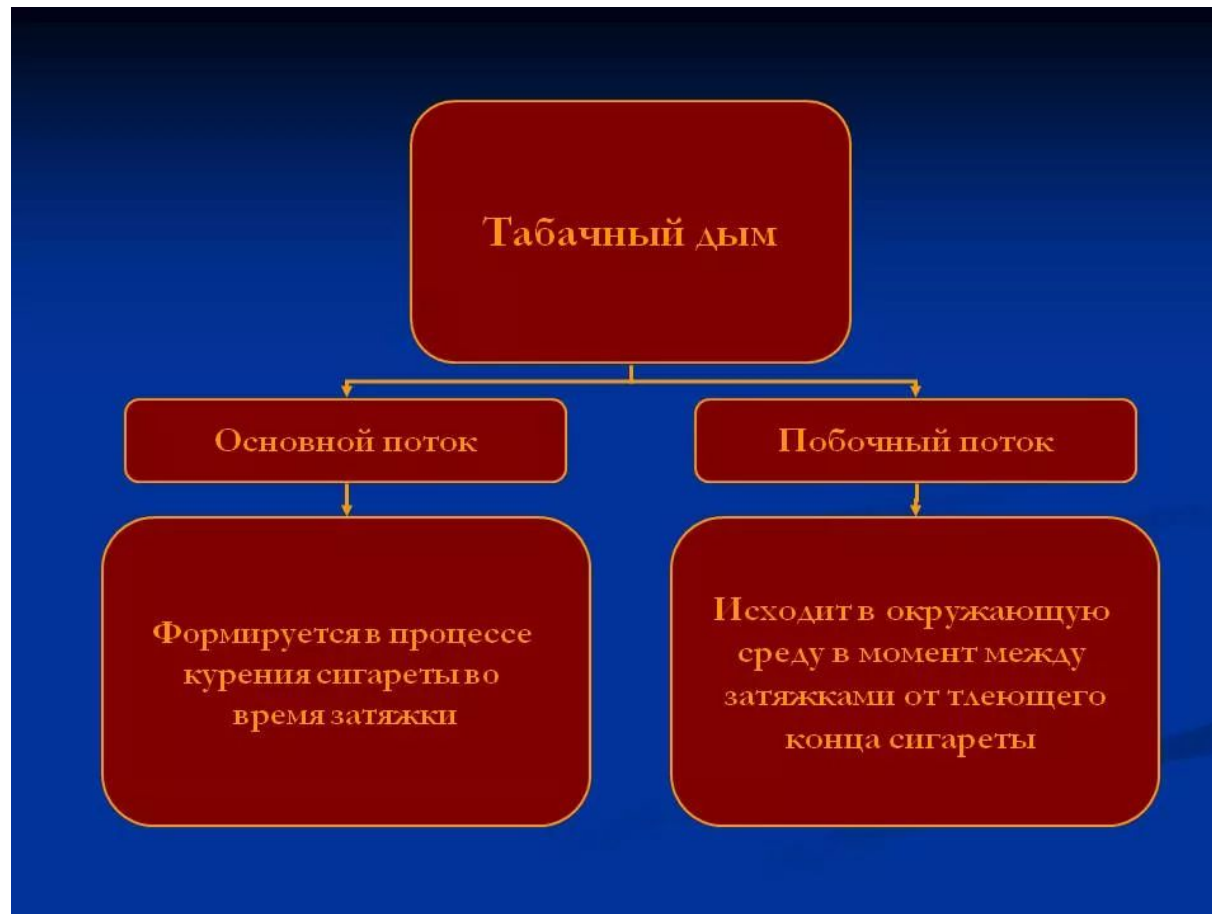 Табачный дым
Основной поток
Побочный поток
Формируется в процессе
курения сигареты во
время затяжки
Исходит в окружающую
среду в момент между
затяжками от тлеющего
конца сигареты